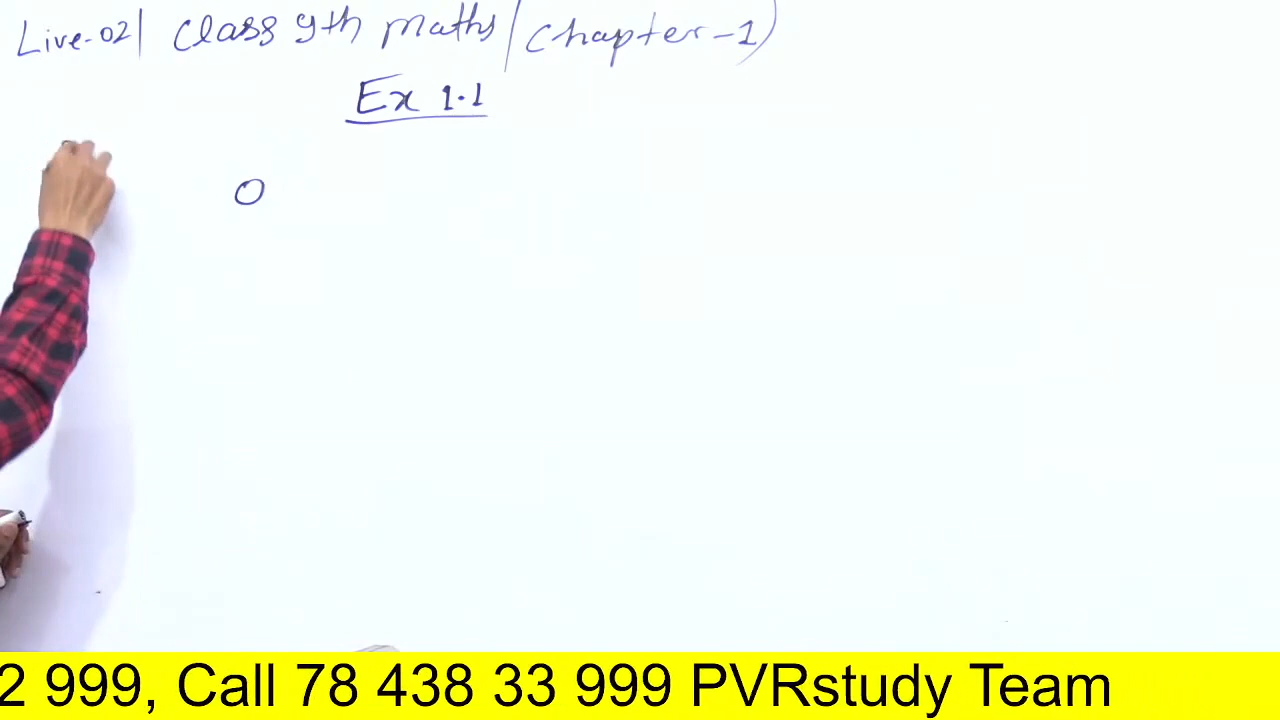 Live-02| Class 9th Maths/Chapter-1)
Ex 1.1
0
2 999, Call 78 438 33 999 PVRstudy Team